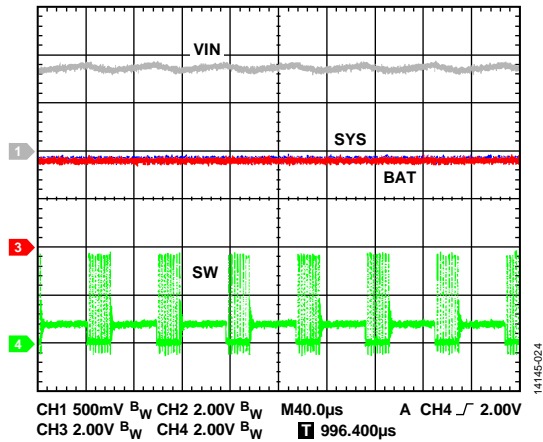 VIN
1
SYS
BAT
3
SW
4
CH1 500mV BW CH2 2.00V BW M40.0µs A CH4 2.00V
CH3 2.00V BW CH4 2.00V BW T 996.400µs
14145-024